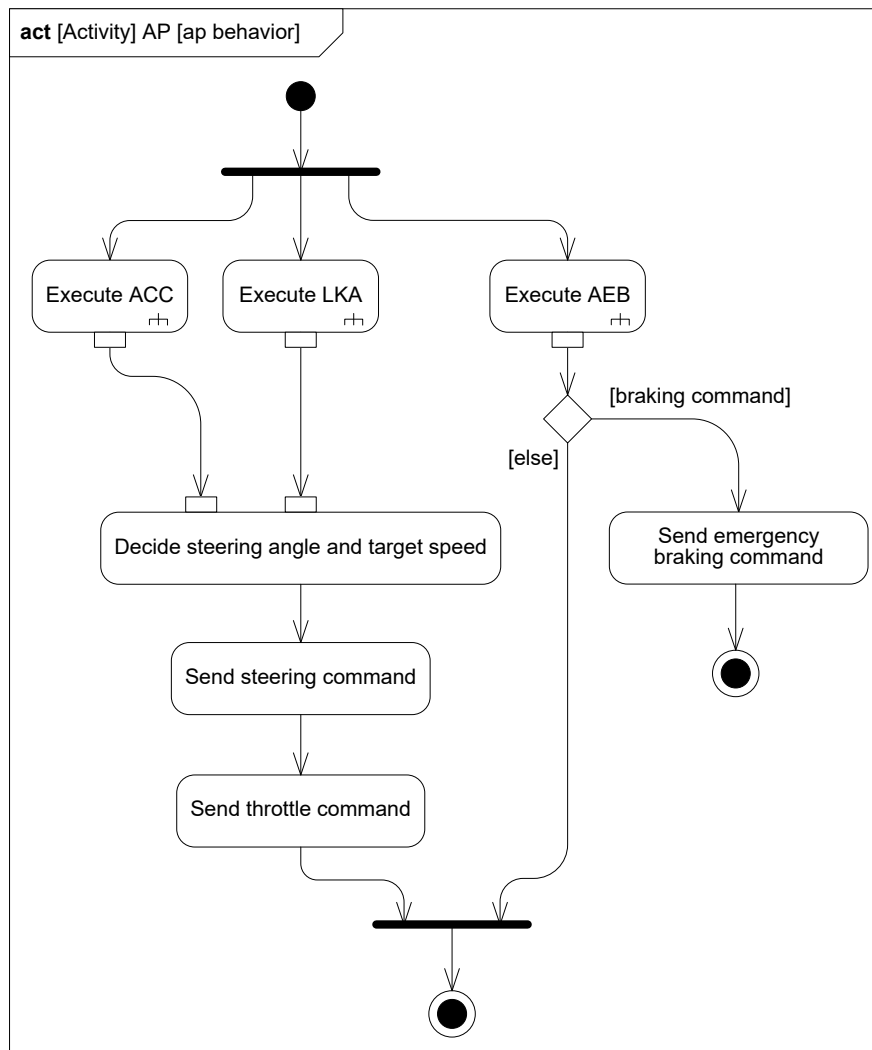 act [Activity] AP [ap behavior]
Execute ACC
Execute LKA
Execute AEB
[braking command]
[else]
Decide steering angle and target speed
Send emergency
braking command
Send steering command
Send throttle command